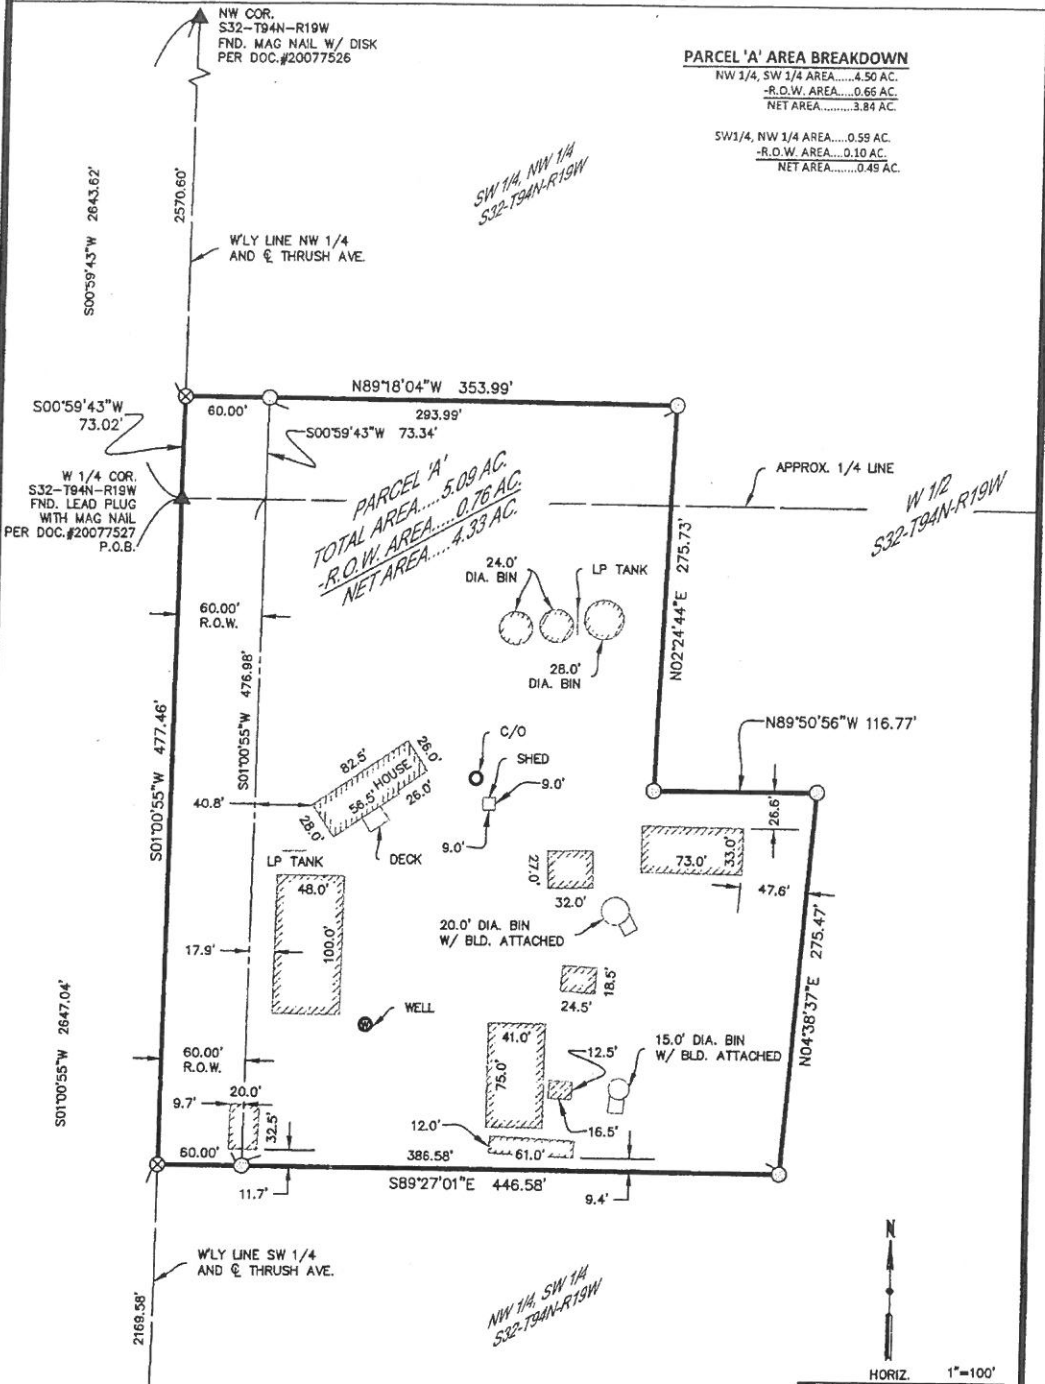 NW COR.
S32-T94N-R19W
FND. MAG NAIL W/ DISK
PER DOC.#20077526
PARCEL 'A' AREA BREAKDOWN
NW 1/4, SW 1/4 AREA......4.50 AC.
-R.O.W. AREA.....0.66 AC.
NET AREA..........3.84 AC.
SW1/4, NW 1/4 AREA.....0.59 AC.
-R.O.W. AREA....0.10 AC.
NET AREA........0.49 AC.
SW 1/4, NW 1/4
S32-T94N-R19W
S00°59'43"W 2643.62'
2570.60'
W'LY LINE NW 1/4
AND ℄ THRUSH AVE.
N89°18'04"W 353.99'
60.00'
293.99'
S00°59'43"W
73.02'
S00°59'43"W 73.34'
W 1/4 COR.
S32-T94N-R19W
FND. LEAD PLUG
WITH MAG NAIL
PER DOC.#20077527
P.O.B.
PARCEL 'A'
TOTAL AREA....5.09 AC.
-R.O.W. AREA....0.76 AC.
NET AREA.....4.33 AC.
APPROX. 1/4 LINE
W 1/2
S32-T94N-R19W
24.0'
DIA. BIN
LP TANK
28.0'
DIA. BIN
N02°24'44"E 275.73'
60.00'
R.O.W.
S01°00'55"W 477.46'
S01°00'55"W 476.98'
N89°50'56"W 116.77'
C/O
SHED
9.0'
9.0'
82.5'
26.0'
56.5' HOUSE
26.0'
28.0'
40.8'
DECK
LP TANK
26.6'
73.0'
33.0'
47.6'
27.0'
32.0'
48.0'
100.0'
17.9'
20.0' DIA. BIN
W/ BLD. ATTACHED
18.5'
24.5'
N04°38'37"E 275.47'
WELL
S01°00'55"W 2647.04'
60.00'
R.O.W.
41.0'
75.0'
12.5'
16.5'
15.0' DIA. BIN
W/ BLD. ATTACHED
9.7'
20.0'
32.5'
12.0'
61.0'
60.00'
386.58'
S89°27'01"E 446.58'
11.7'
9.4'
W'LY LINE SW 1/4
AND ℄ THRUSH AVE.
2169.58'
NW 1/4, SW 1/4
S32-T94N-R19W
N
HORIZ. 1"=100'